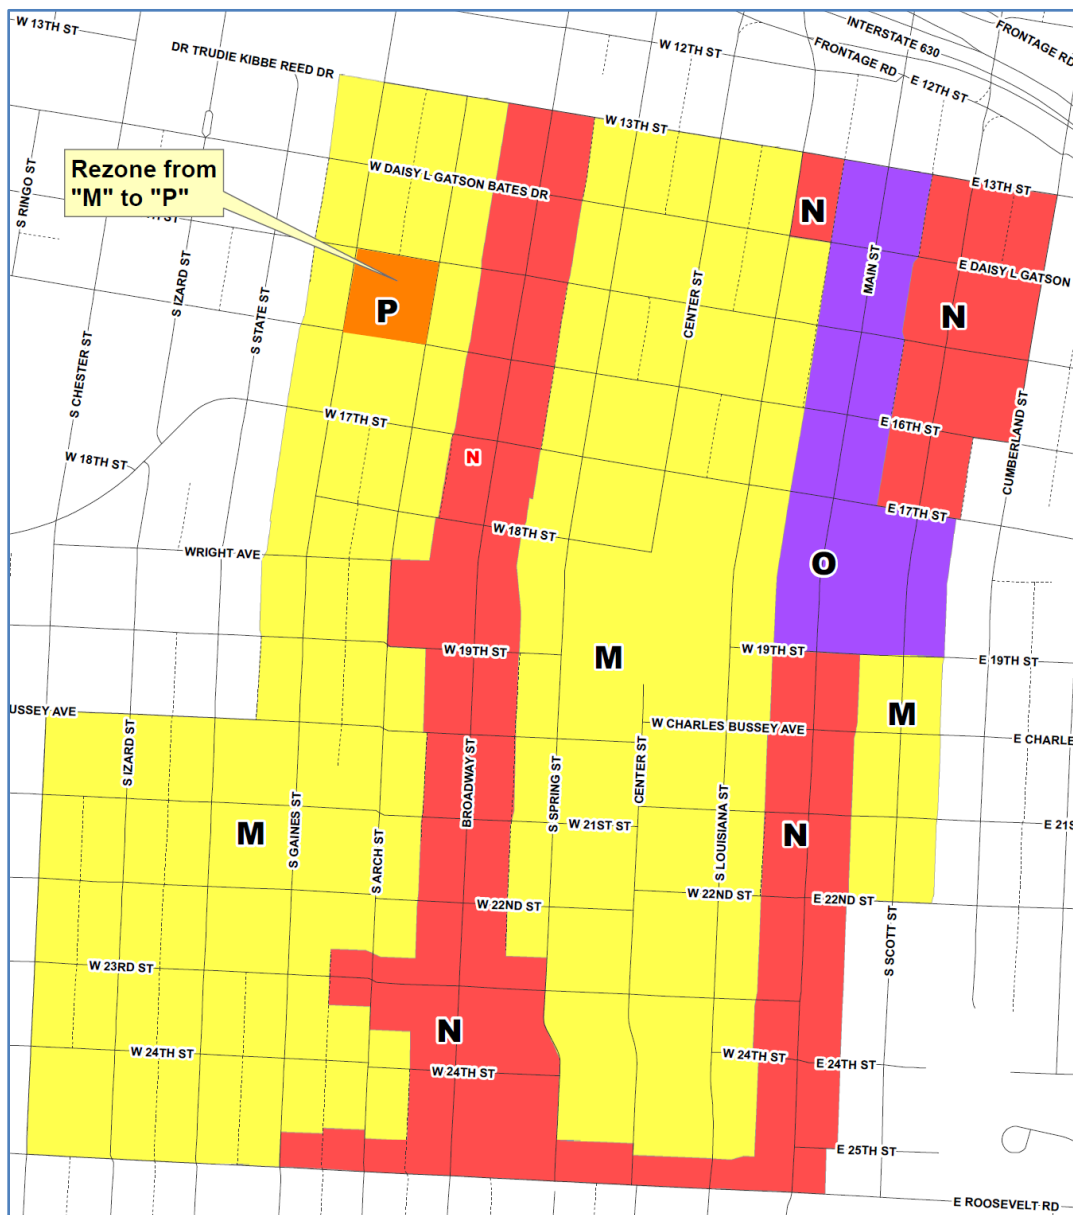 W 13TH ST
DR TRUDIE KIBBE REED DR
W 12TH ST
INTERSTATE 630
FRONTAGE RD
FRONTAGE RD
E 12TH ST
W 13TH ST
E 13TH ST
Rezone from
"M" to "P"
TH ST
W DAISY L GATSON BATES DR
N
MAIN ST
E DAISY L GATSON
S RINGO ST
S IZARD ST
S STATE ST
CENTER ST
P
N
S CHESTER ST
W 17TH ST
E 16TH ST
CUMBERLAND ST
W 18TH ST
N
E 17TH ST
W 18TH ST
WRIGHT AVE
O
W 19TH ST
M
W 19TH ST
E 19TH ST
USSEY AVE
M
W CHARLES BUSSEY AVE
E CHARLE
S IZARD ST
BROADWAY ST
S SPRING ST
CENTER ST
S LOUISIANA ST
S GAINES ST
S ARCH ST
M
W 21ST ST
N
E 21S
W 22ND ST
W 22ND ST
E 22ND ST
S SCOTT ST
W 23RD ST
N
W 24TH ST
W 24TH ST
W 24TH ST
E 24TH ST
E 25TH ST
E ROOSEVELT RD